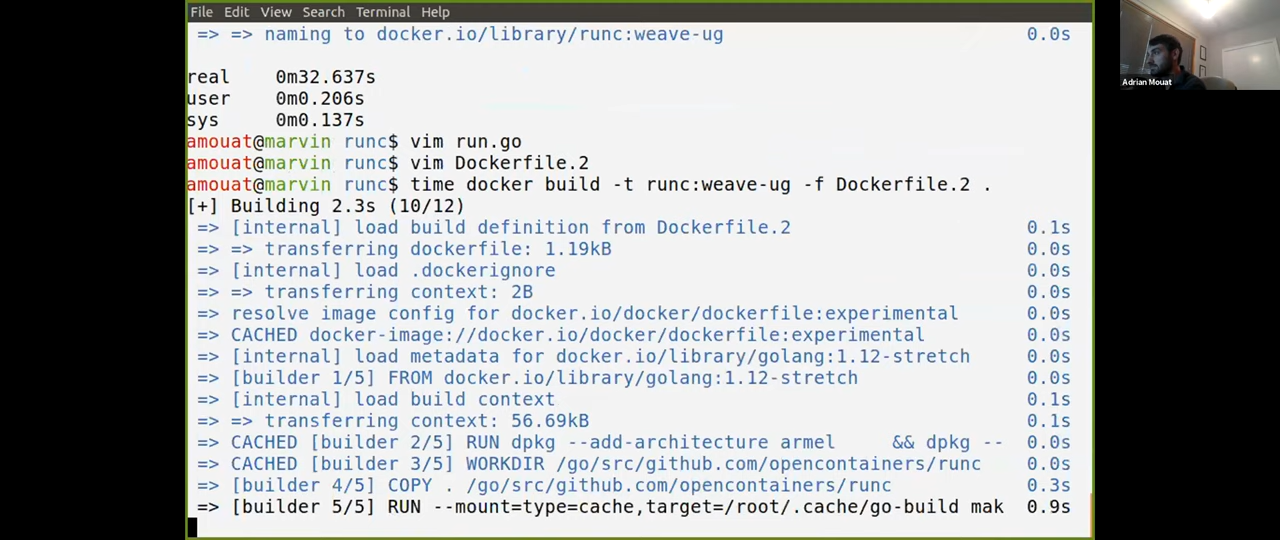 File Edit View Search Terminal Help
=> => naming to docker.io/library/runc:weave-ug 0.0s
real 0m32.637s
user 0m0.206s
sys 0m0.137s
amouat@marvin runc$ vim run.go
amouat@marvin runc$ vim Dockerfile.2
amouat@marvin runc$ time docker build -t runc:weave-ug -f Dockerfile.2 .
[+] Building 2.3s (10/12)
=> [internal] load build definition from Dockerfile.2 0.1s
=> => transferring dockerfile: 1.19kB 0.0s
=> [internal] load .dockerignore 0.0s
=> => transferring context: 2B 0.0s
=> resolve image config for docker.io/docker/dockerfile:experimental 0.0s
=> CACHED docker-image://docker.io/docker/dockerfile:experimental 0.0s
=> [internal] load metadata for docker.io/library/golang:1.12-stretch 0.0s
=> [builder 1/5] FROM docker.io/library/golang:1.12-stretch 0.0s
=> [internal] load build context 0.1s
=> => transferring context: 56.69kB 0.1s
=> CACHED [builder 2/5] RUN dpkg --add-architecture armel && dpkg -- 0.0s
=> CACHED [builder 3/5] WORKDIR /go/src/github.com/opencontainers/runc 0.0s
=> [builder 4/5] COPY . /go/src/github.com/opencontainers/runc 0.3s
=> [builder 5/5] RUN --mount=type=cache,target=/root/.cache/go-build mak 0.9s
Adrian Mouat